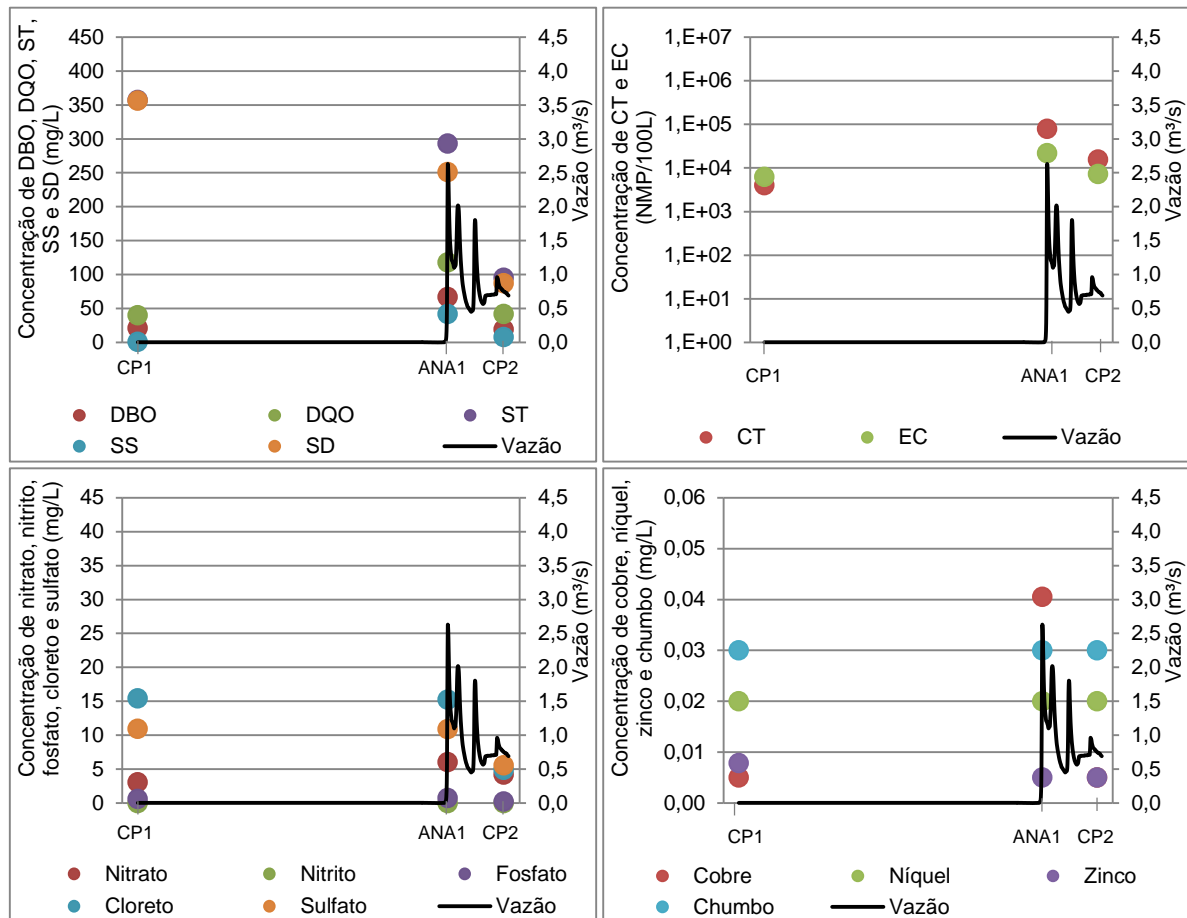 Concentração de DBO, DQO, ST,
SS e SD (mg/L)
450
400
350
300
250
200
150
100
50
0
4,5
4,0
3,5
3,0
2,5
2,0
1,5
1,0
0,5
0,0
Vazão (m³/s)
CP1 ANA1 CP2
DBO DQO ST
SS SD Vazão
Concentração de CT e EC
(NMP/100L)
1,E+07
1,E+06
1,E+05
1,E+04
1,E+03
1,E+02
1,E+01
1,E+00
4,5
4,0
3,5
3,0
2,5
2,0
1,5
1,0
0,5
0,0
Vazão (m³/s)
CP1 ANA1 CP2
CT EC Vazão
Concentração de nitrato, nitrito,
fosfato, cloreto e sulfato (mg/L)
45
40
35
30
25
20
15
10
5
0
4,5
4,0
3,5
3,0
2,5
2,0
1,5
1,0
0,5
0,0
Vazão (m³/s)
CP1 ANA1 CP2
Nitrato Nitrito Fosfato
Cloreto Sulfato Vazão
Concentração de cobre, níquel,
zinco e chumbo (mg/L)
0,06
0,05
0,04
0,03
0,02
0,01
0,00
4,5
4,0
3,5
3,0
2,5
2,0
1,5
1,0
0,5
0,0
Vazão (m³/s)
CP1 ANA1 CP2
Cobre Níquel Zinco
Chumbo Vazão